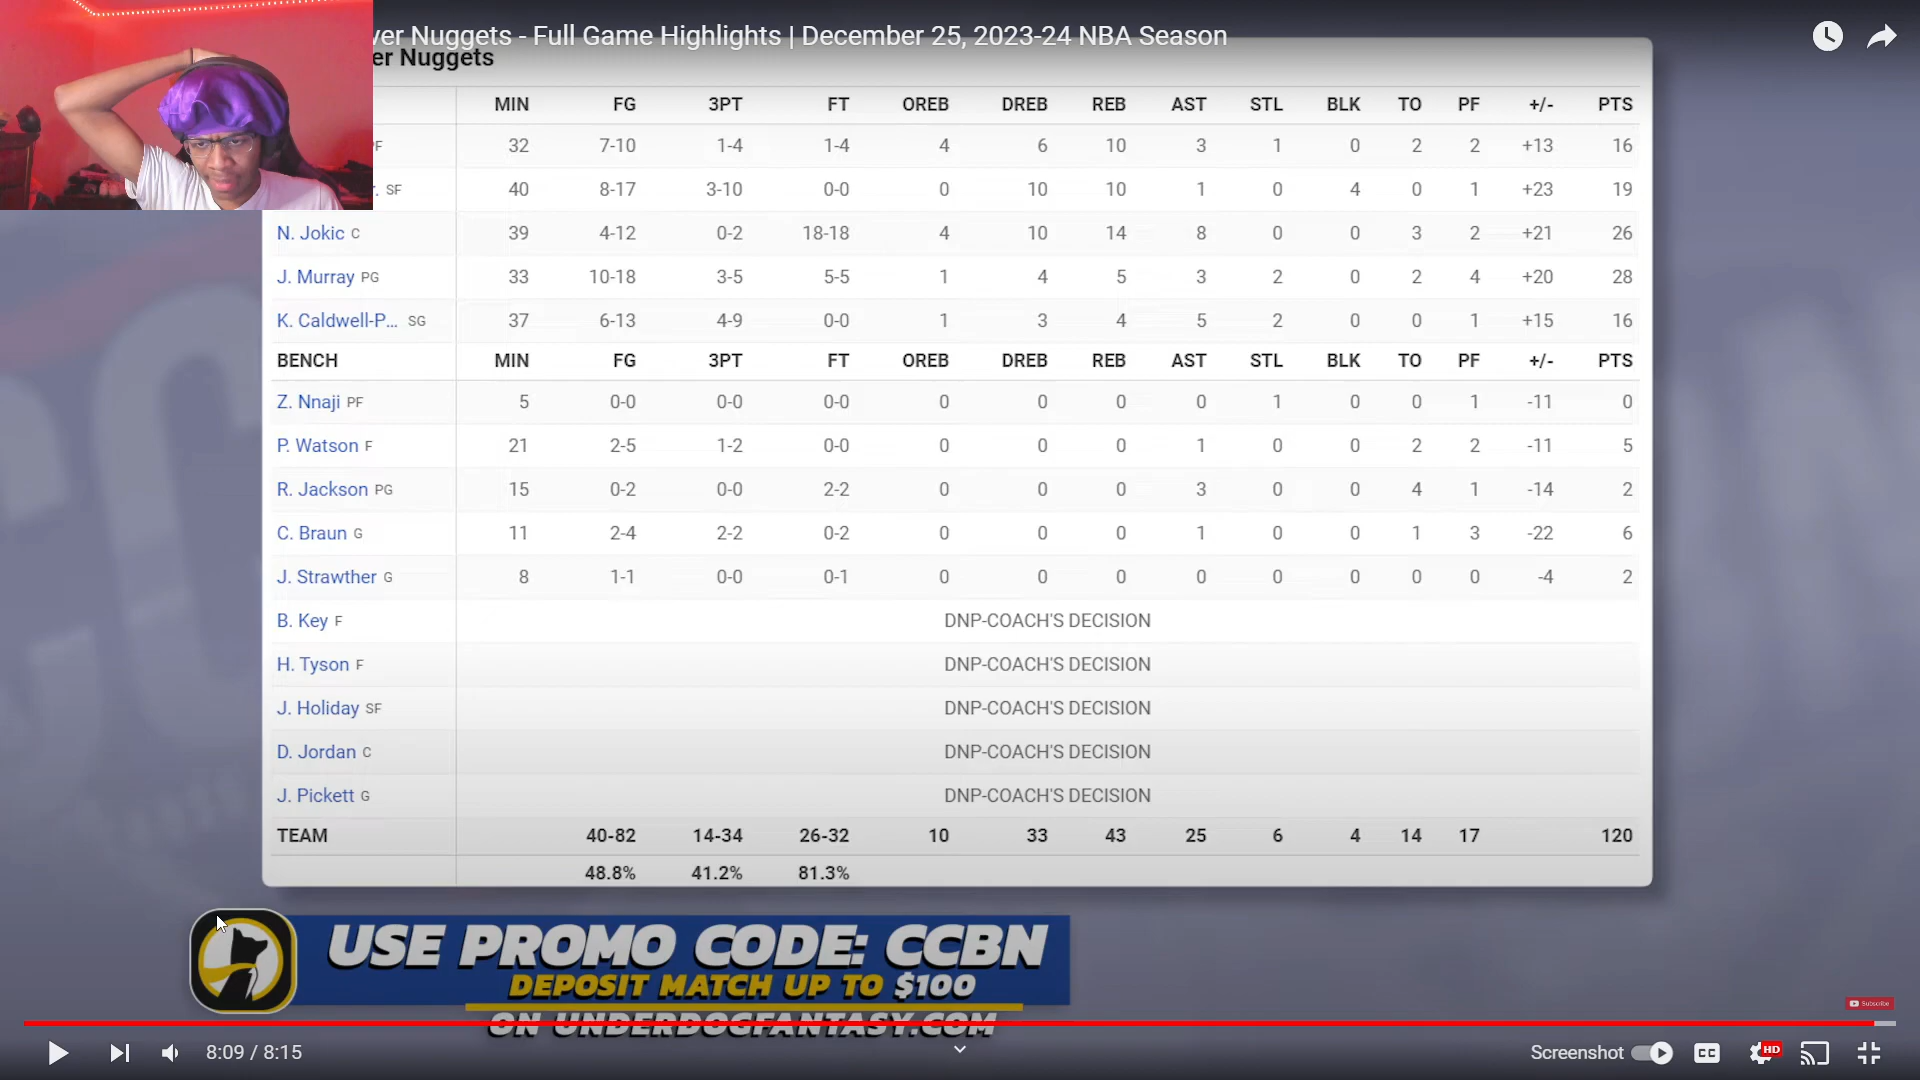 ver Nuggets - Full Game Highlights | December 25, 2023-24 NBA Season
er Nuggets
MIN FG 3PT FT OREB DREB REB AST STL BLK TO PF +/- PTS
PF 32 7-10 1-4 1-4 4 6 10 3 1 0 2 2 +13 16
. SF 40 8-17 3-10 0-0 0 10 10 1 0 4 0 1 +23 19
N. Jokic C 39 4-12 0-2 18-18 4 10 14 8 0 0 3 2 +21 26
J. Murray PG 33 10-18 3-5 5-5 1 4 5 3 2 0 2 4 +20 28
K. Caldwell-P... SG 37 6-13 4-9 0-0 1 3 4 5 2 0 0 1 +15 16
BENCH MIN FG 3PT FT OREB DREB REB AST STL BLK TO PF +/- PTS
Z. Nnaji PF 5 0-0 0-0 0-0 0 0 0 0 1 0 0 1 -11 0
P. Watson F 21 2-5 1-2 0-0 0 0 0 1 0 0 2 2 -11 5
R. Jackson PG 15 0-2 0-0 2-2 0 0 0 3 0 0 4 1 -14 2
C. Braun G 11 2-4 2-2 0-2 0 0 0 1 0 0 1 3 -22 6
J. Strawther G 8 1-1 0-0 0-1 0 0 0 0 0 0 0 0 -4 2
B. Key F DNP-COACH'S DECISION
H. Tyson F DNP-COACH'S DECISION
J. Holiday SF DNP-COACH'S DECISION
D. Jordan C DNP-COACH'S DECISION
J. Pickett G DNP-COACH'S DECISION
TEAM 40-82 14-34 26-32 10 33 43 25 6 4 14 17 120
48.8% 41.2% 81.3%
USE PROMO CODE: CCBN
DEPOSIT MATCH UP TO $100
ON UNDERDOGFANTASY.COM
Subscribe
8:09 / 8:15
Screenshot
CC
HD